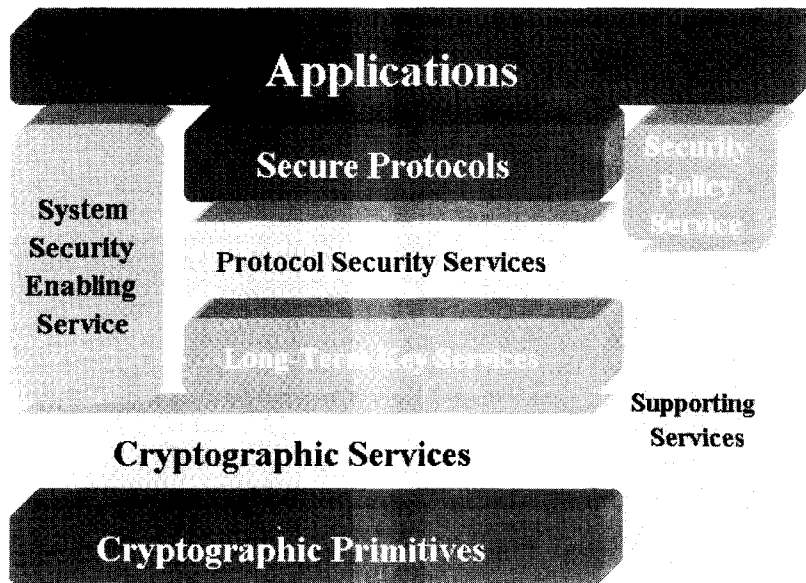 Applications
Secure Protocols
Security
Policy
Service
System
Security
Enabling
Service
Protocol Security Services
Long-Term Key Services
Supporting
Services
Cryptographic Services
Cryptographic Primitives